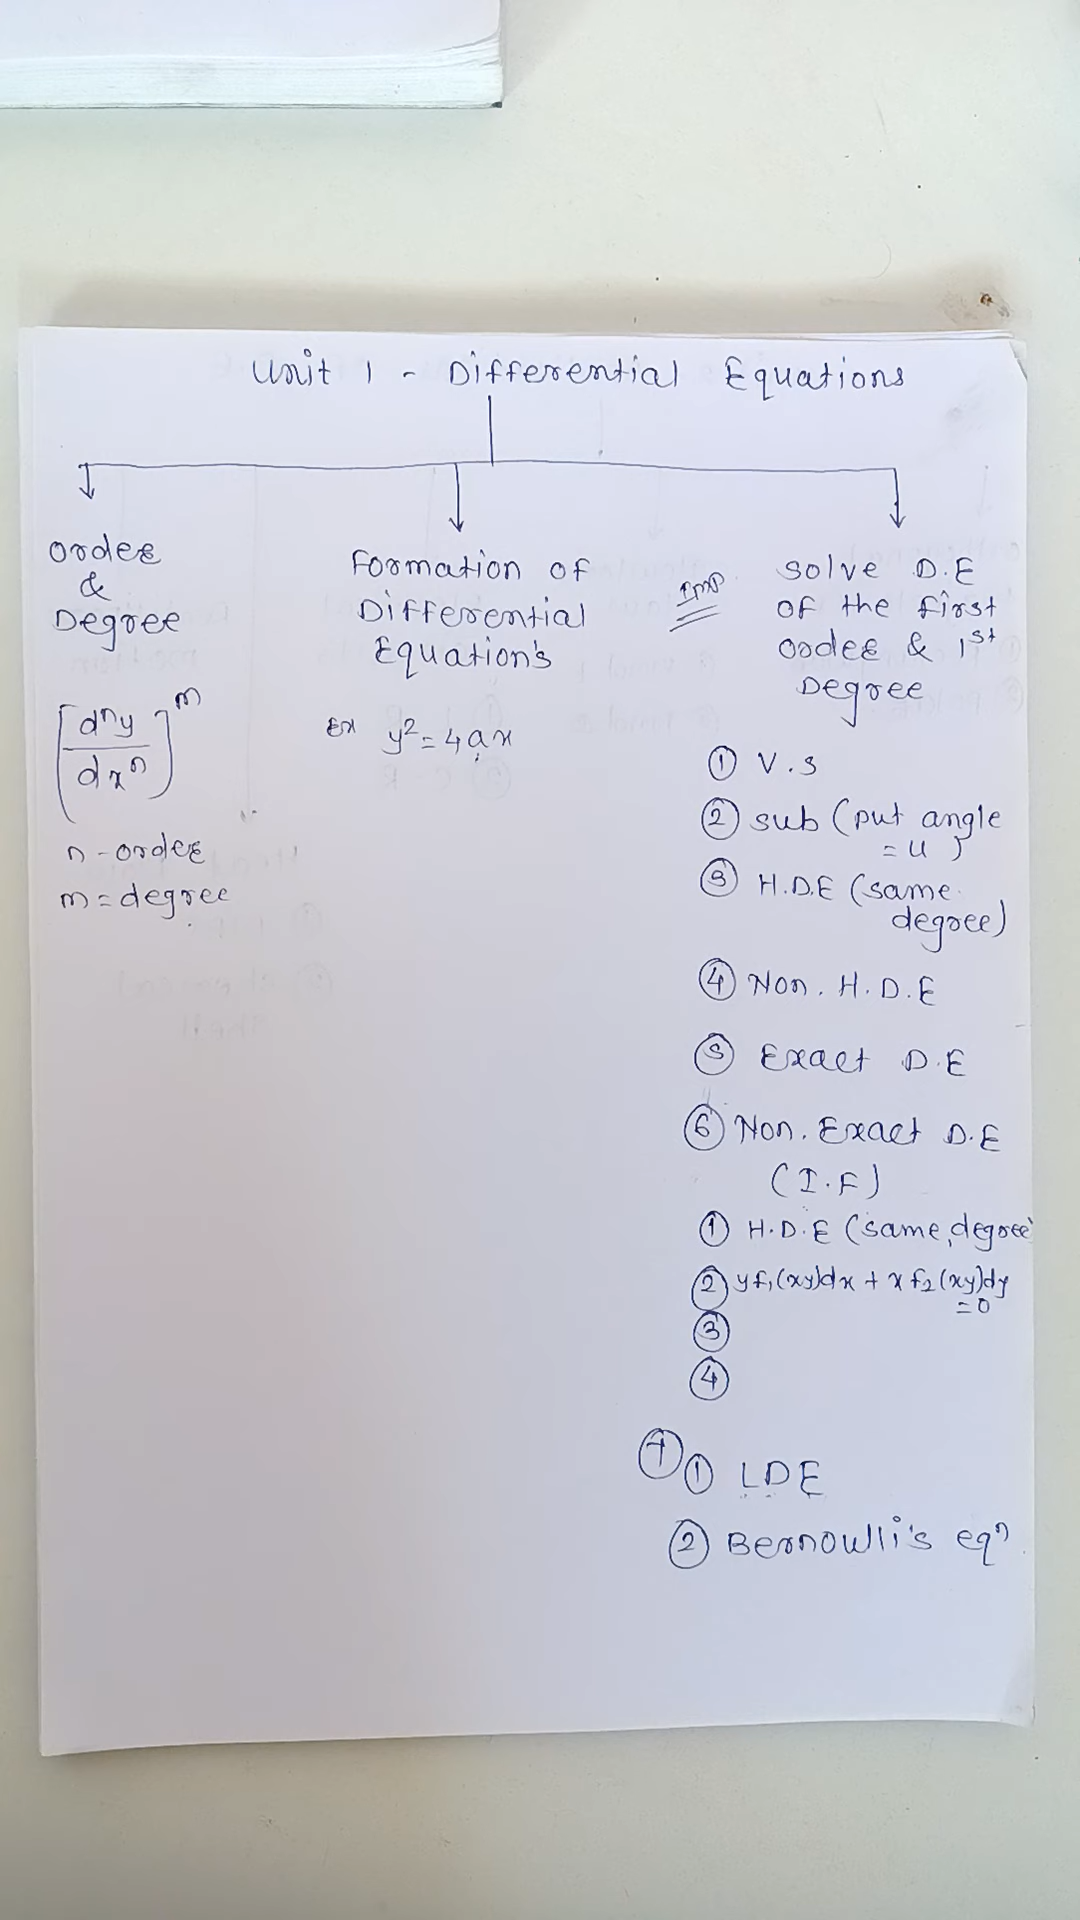 Unit 1 - Differential Equations
Order
&
Degree
[dⁿy/dxⁿ]ᵐ
n - order
m = degree
Formation of
Differential
Equation's
Ex y² = 4ax
IMP
Solve D.E
of the first
order & 1st
Degree
① V.S
② Sub (put angle
= u)
③ H.D.E (same
degree)
④ Non. H.D.E
⑤ Exact D.E
⑥ Non. Exact D.E
(I.F)
① H.D.E (same degree)
② yf₁(xy)dx + xf₂(xy)dy
= 0
③
④
⑦ ① LDE
② Bernowlli's eqⁿ